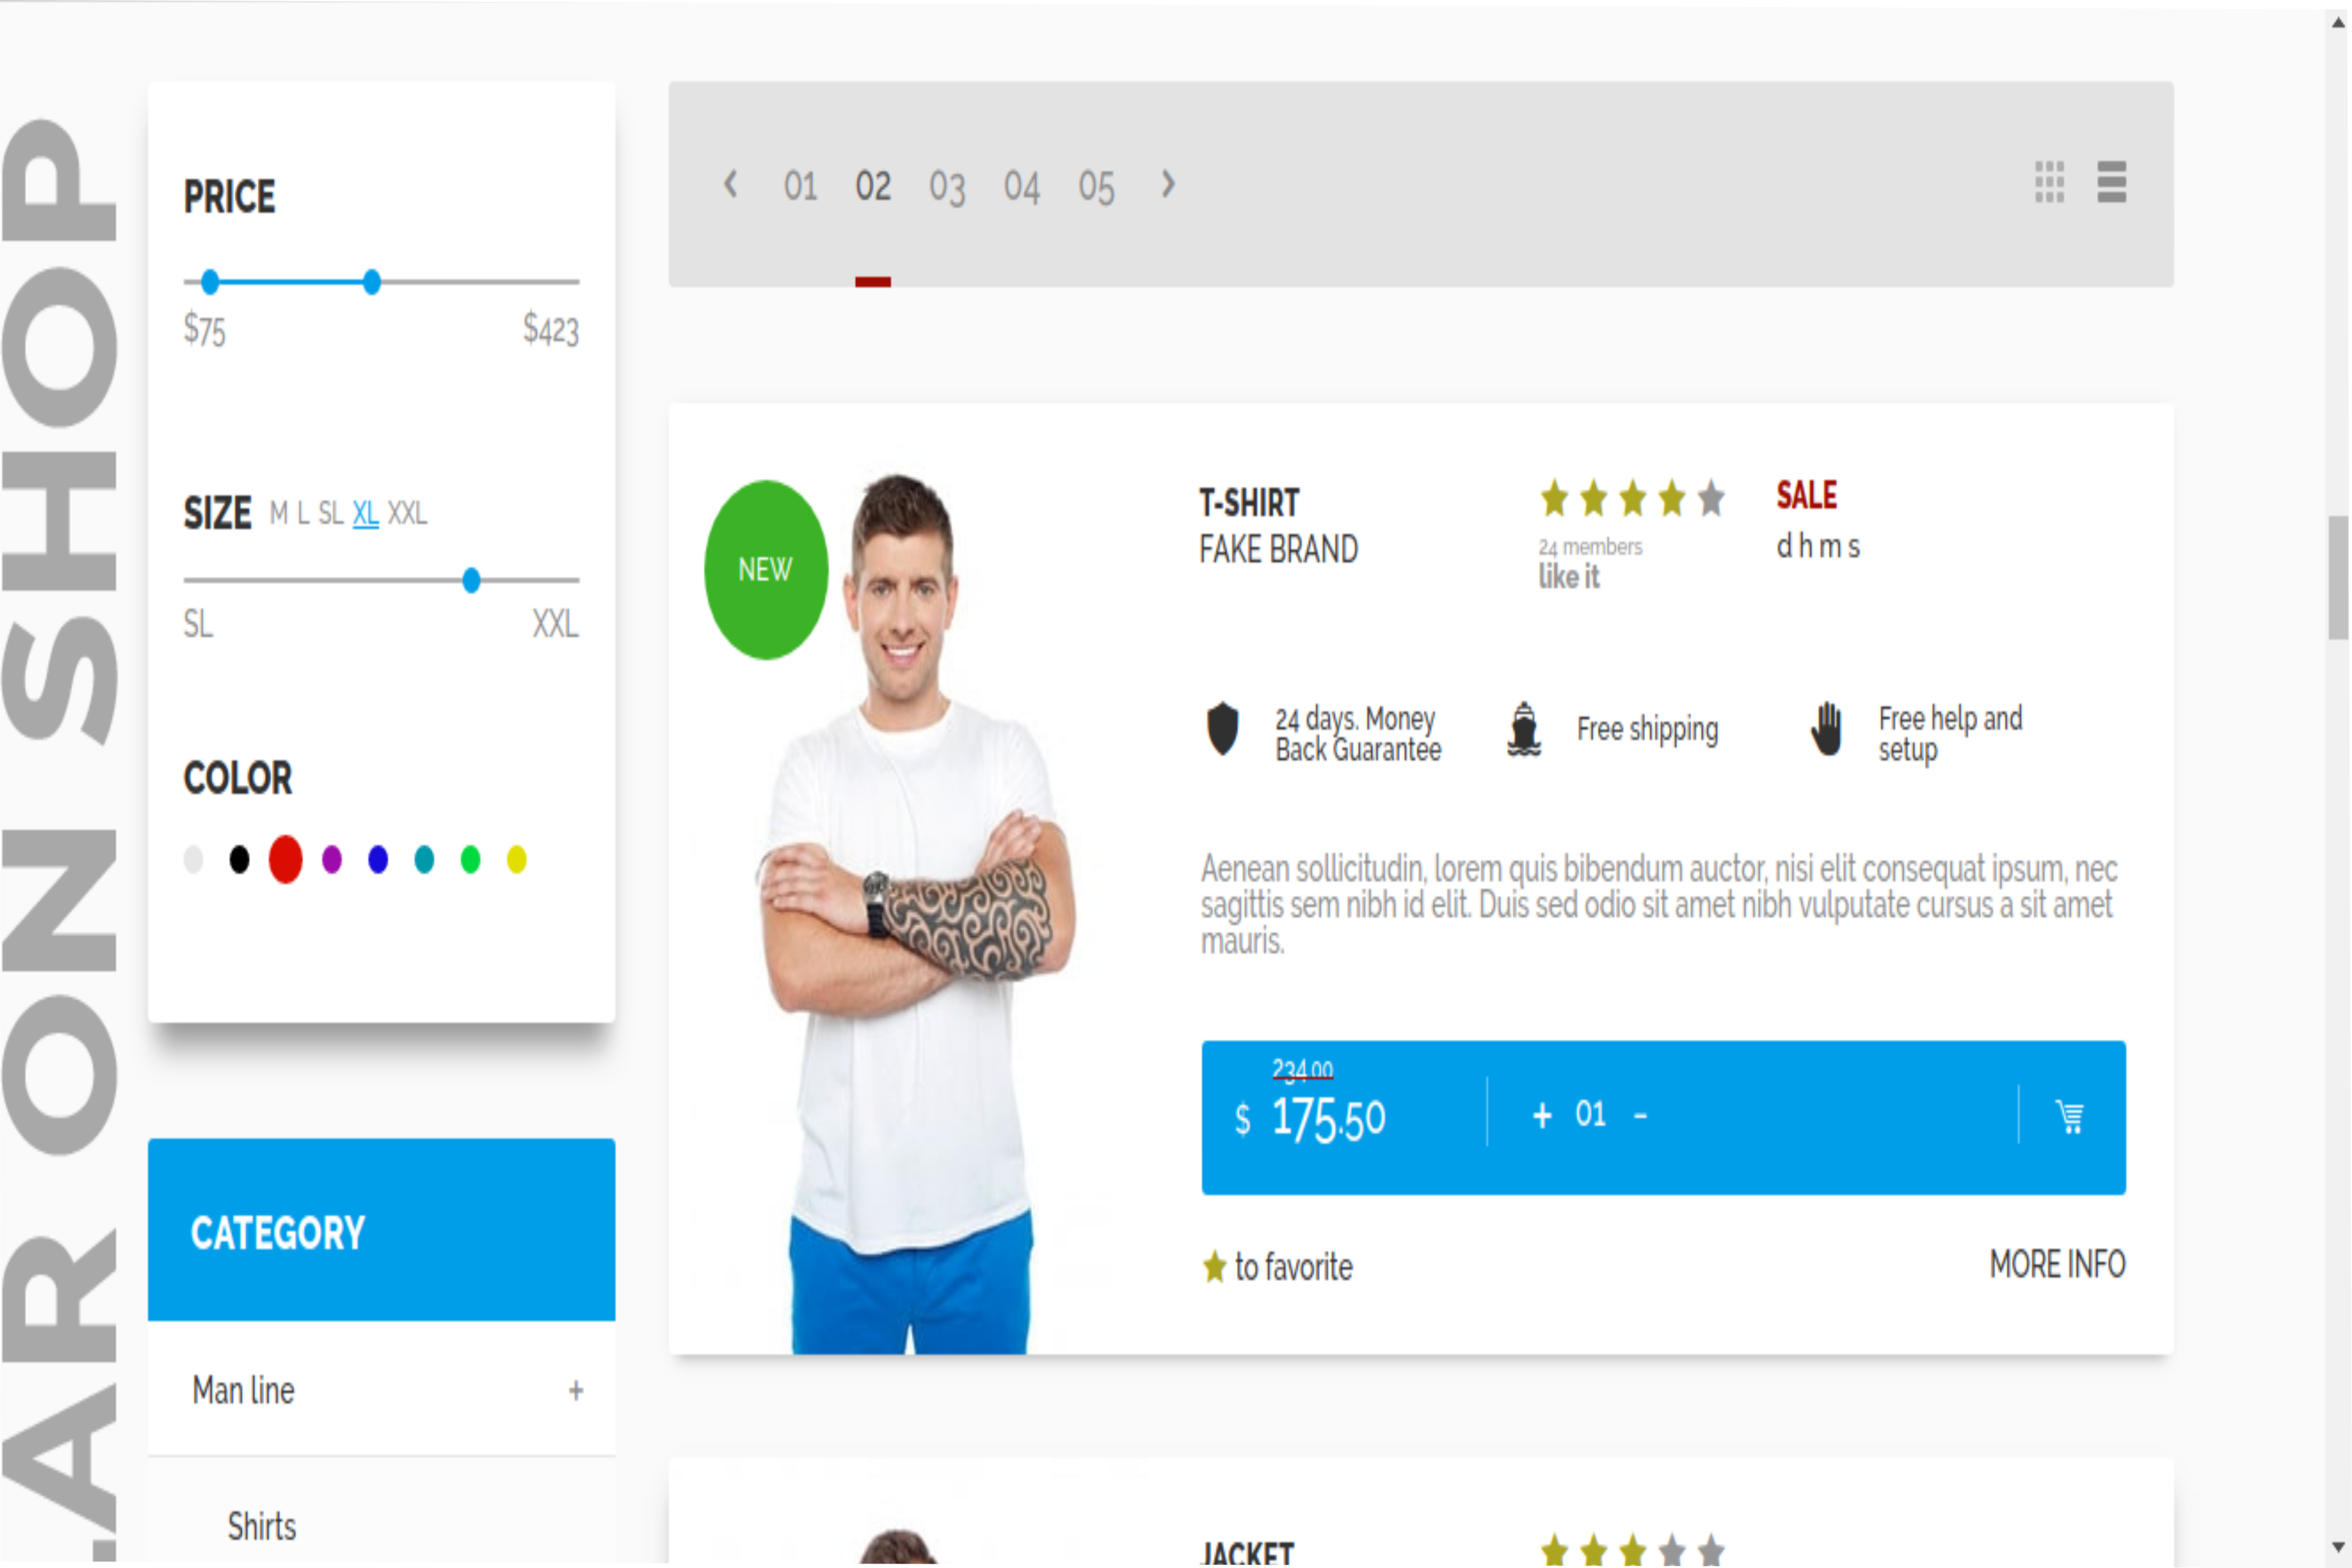 AR ON SHOP
PRICE
$75 $423
SIZE M L SL XL XXL
SL XXL
COLOR
CATEGORY
Man line +
Shirts
‹ 01 02 03 04 05 ›
NEW
T-SHIRT
FAKE BRAND
24 members
like it
SALE
d h m s
24 days. Money
Back Guarantee
Free shipping
Free help and
setup
Aenean sollicitudin, lorem quis bibendum auctor, nisi elit consequat ipsum, nec
sagittis sem nibh id elit. Duis sed odio sit amet nibh vulputate cursus a sit amet
mauris.
234.00
$ 175.50 + 01 -
to favorite
MORE INFO
JACKET